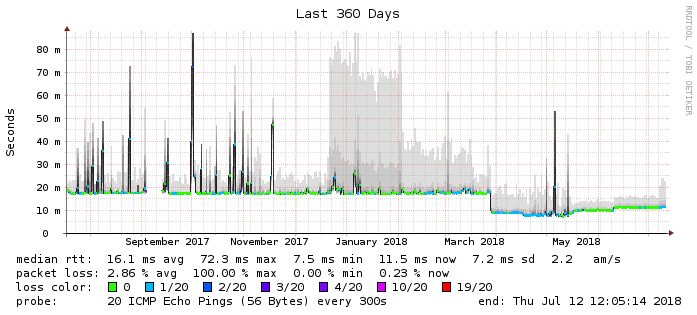 Last 360 Days
RRDTOOL / TOBI OETIKER
Seconds
80 m
70 m
60 m
50 m
40 m
30 m
20 m
10 m
0
September 2017 November 2017 January 2018 March 2018 May 2018
median rtt: 16.1 ms avg 72.3 ms max 7.5 ms min 11.5 ms now 7.2 ms sd 2.2 am/s
packet loss: 2.86 % avg 100.00 % max 0.00 % min 0.23 % now
loss color: 0 1/20 2/20 3/20 4/20 10/20 19/20
probe: 20 ICMP Echo Pings (56 Bytes) every 300s end: Thu Jul 12 12:05:14 2018